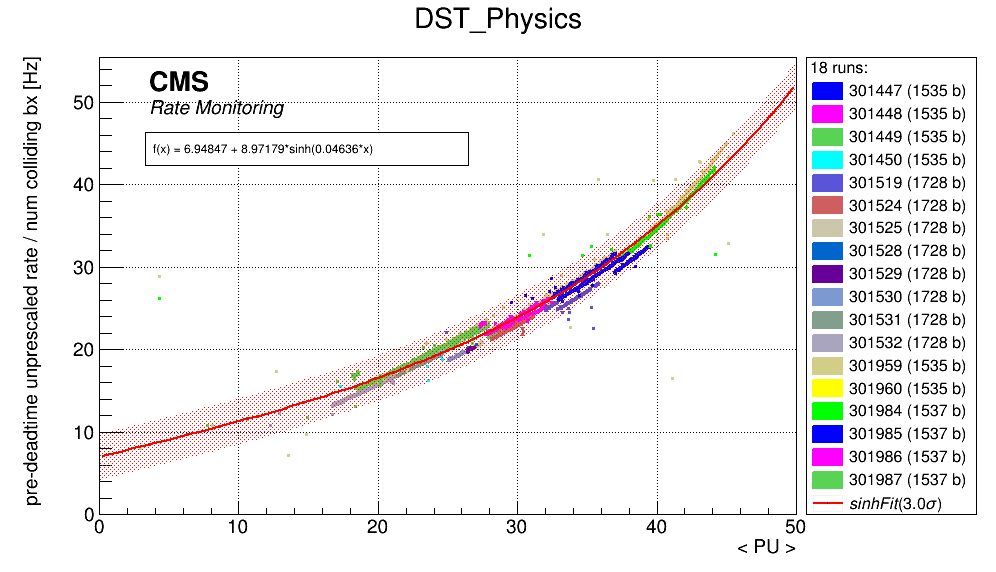 DST_Physics
pre-deadtime unprescaled rate / num colliding bx [Hz]
CMS
Rate Monitoring
f(x) = 6.94847 + 8.97179*sinh(0.04636*x)
50
40
30
20
10
0
0 10 20 30 40 50
< PU >
18 runs:
301447 (1535 b)
301448 (1535 b)
301449 (1535 b)
301450 (1535 b)
301519 (1728 b)
301524 (1728 b)
301525 (1728 b)
301528 (1728 b)
301529 (1728 b)
301530 (1728 b)
301531 (1728 b)
301532 (1728 b)
301959 (1535 b)
301960 (1535 b)
301984 (1537 b)
301985 (1537 b)
301986 (1537 b)
301987 (1537 b)
sinhFit(3.0σ)